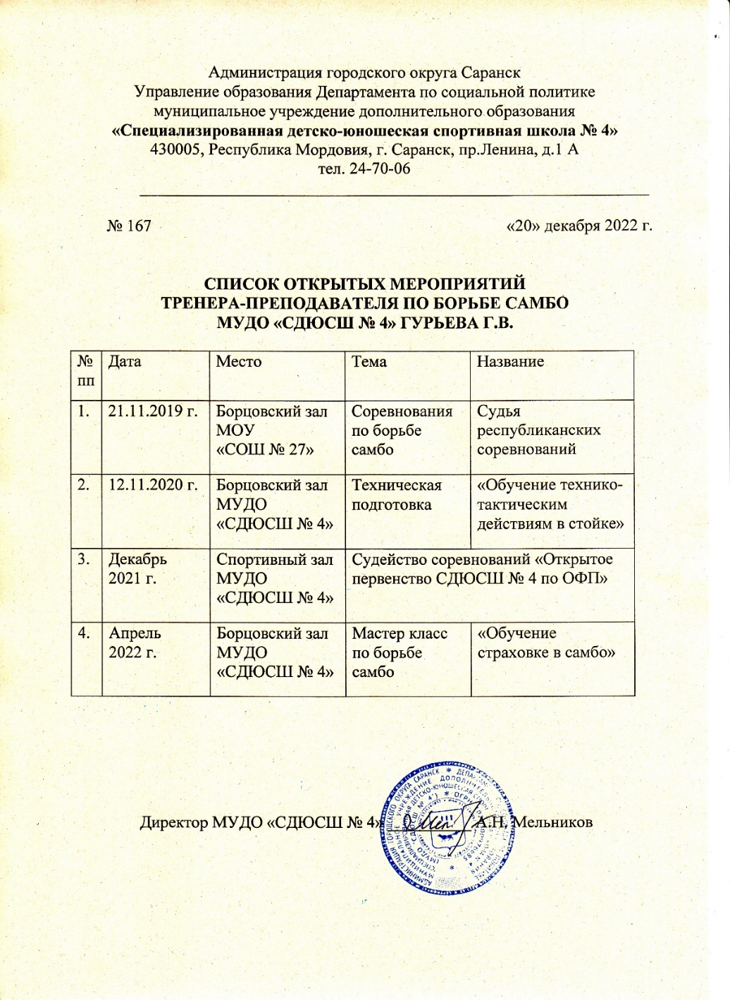 Администрация городского округа Саранск
Управление образования Департамента по социальной политике
муниципальное учреждение дополнительного образования
«Специализированная детско-юношеская спортивная школа № 4»
430005, Республика Мордовия, г. Саранск, пр.Ленина, д.1 А
тел. 24-70-06
№ 167 «20» декабря 2022 г.
СПИСОК ОТКРЫТЫХ МЕРОПРИЯТИЙ
ТРЕНЕРА-ПРЕПОДАВАТЕЛЯ ПО БОРЬБЕ САМБО
МУДО «СДЮСШ № 4» ГУРЬЕВА Г.В.
№ Дата Место Тема Название
пп
1. 21.11.2019 г. Борцовский зал Соревнования Судья
МОУ по борьбе республиканских
«СОШ № 27» самбо соревнований
2. 12.11.2020 г. Борцовский зал Техническая «Обучение технико-
МУДО подготовка тактическим
«СДЮСШ № 4» действиям в стойке»
3. Декабрь Спортивный зал Судейство соревнований «Открытое
2021 г. МУДО первенство СДЮСШ № 4 по ОФП»
«СДЮСШ № 4»
4. Апрель Борцовский зал Мастер класс «Обучение
2022 г. МУДО по борьбе страховке в самбо»
«СДЮСШ № 4» самбо
Директор МУДО «СДЮСШ № 4» А.Н. Мельников